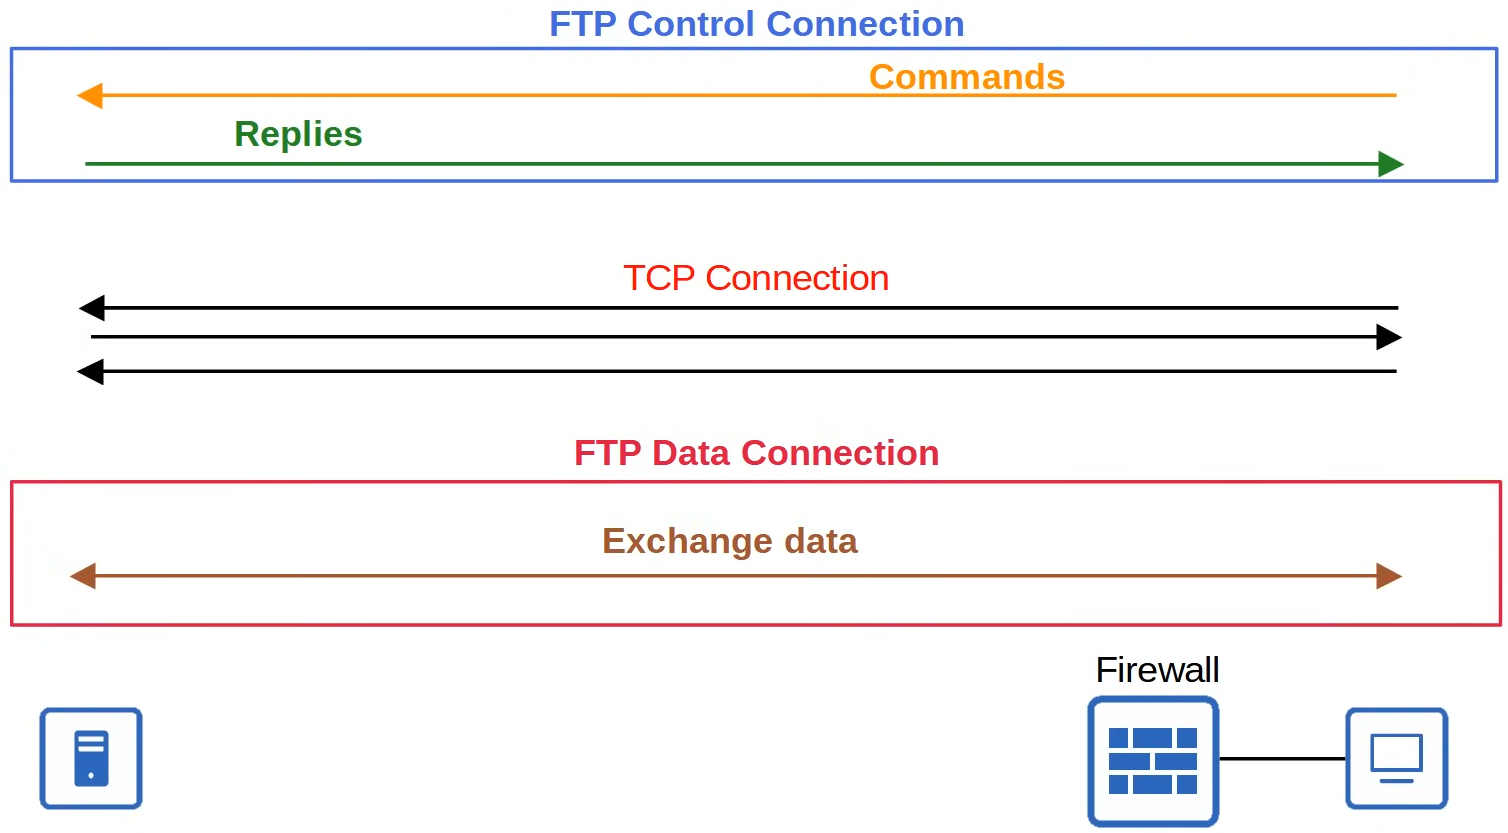 FTP Control Connection
Commands
Replies
TCP Connection
FTP Data Connection
Exchange data
Firewall